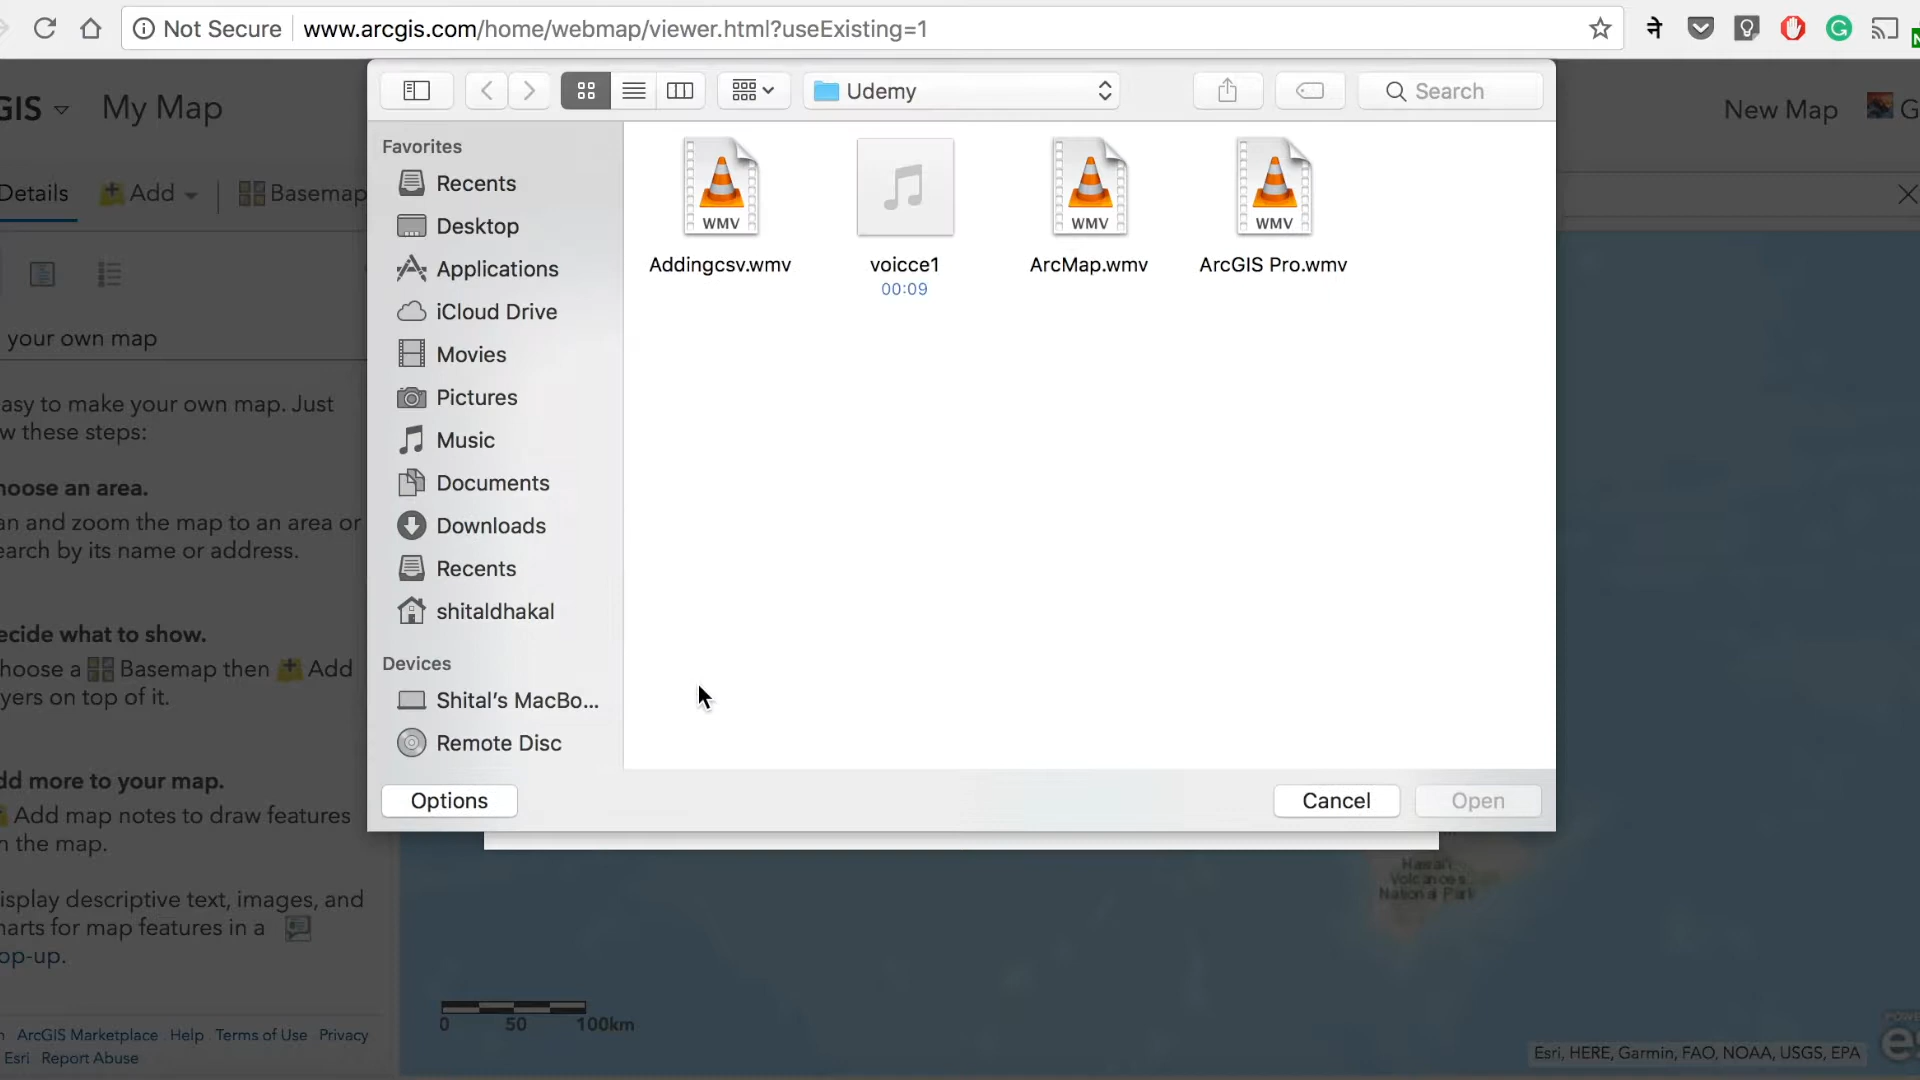 Not Secure www.arcgis.com/home/webmap/viewer.html?useExisting=1
GIS My Map
New Map G
Details Add Basemap
your own map
asy to make your own map. Just
w these steps:
hoose an area.
an and zoom the map to an area or
earch by its name or address.
ecide what to show.
hoose a Basemap then Add
yers on top of it.
dd more to your map.
Add map notes to draw features
n the map.
isplay descriptive text, images, and
harts for map features in a
op-up.
ArcGIS Marketplace Help Terms of Use Privacy
Esri Report Abuse
Udemy
Search
Favorites
Recents
Desktop
Applications
iCloud Drive
Movies
Pictures
Music
Documents
Downloads
Recents
shitaldhakal
Devices
Shital's MacBo...
Remote Disc
WMV
Addingcsv.wmv
voicce1
00:09
WMV
ArcMap.wmv
WMV
ArcGIS Pro.wmv
Options
Cancel
Open
Hawai'i
Volcanoes
National Park
0 50 100km
Esri, HERE, Garmin, FAO, NOAA, USGS, EPA
POWE
es